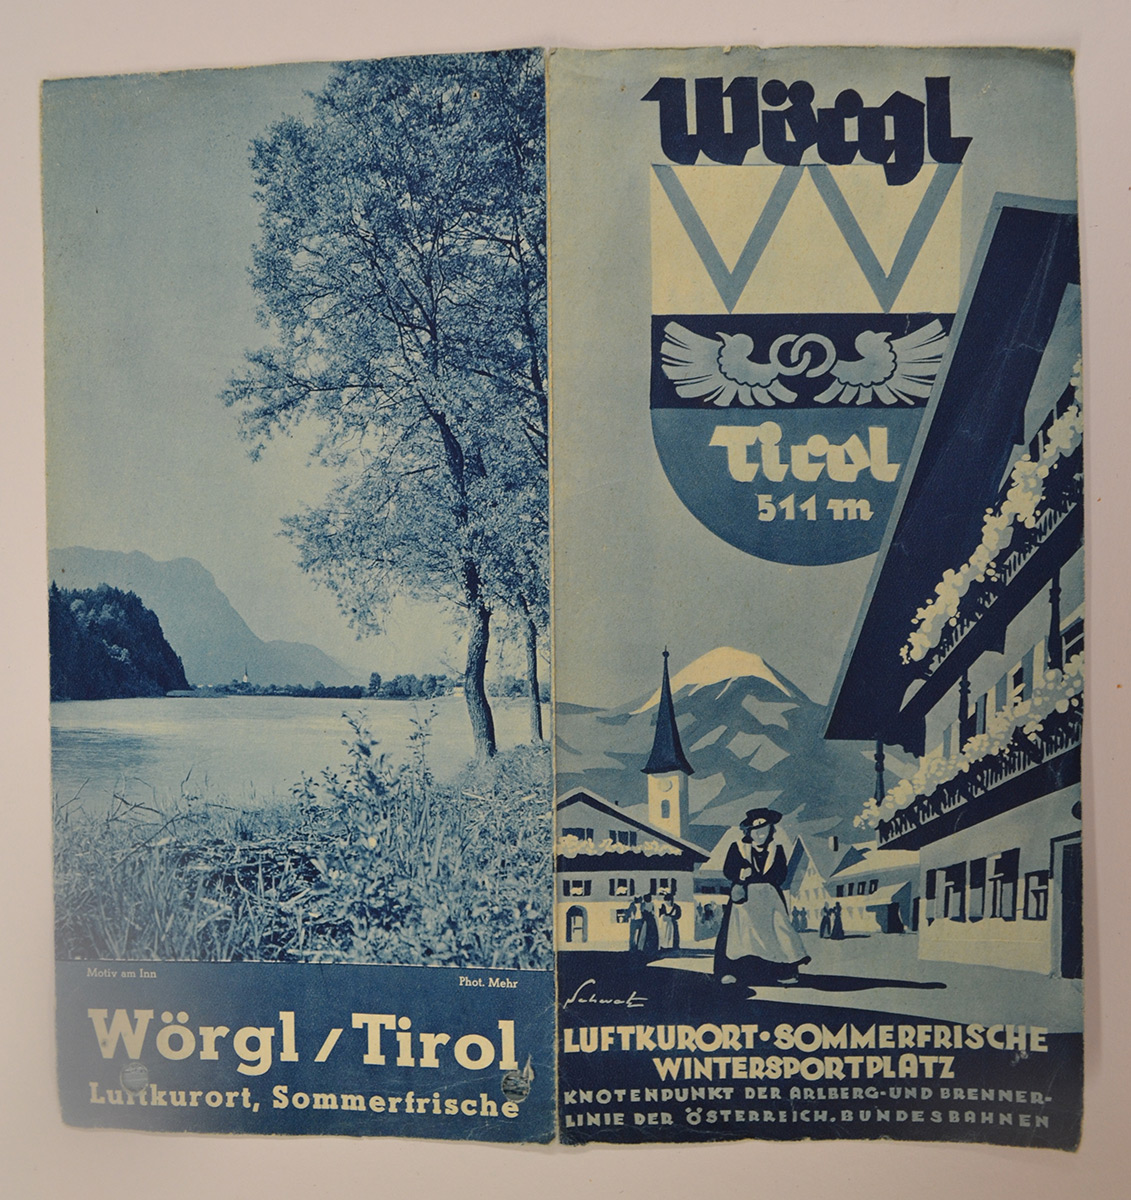 Motiv am Inn
Phot. Mehr
Wörgl / Tirol
Luftkurort, Sommerfrische
Wörgl
Tirol
511 m
Schwetz
LUFTKURORT • SOMMERFRISCHE
WINTERSPORTPLATZ
KNOTENPUNKT DER ARLBERG-UND BRENNER-
LINIE DER ÖSTERREICH. BUNDESBAHNEN